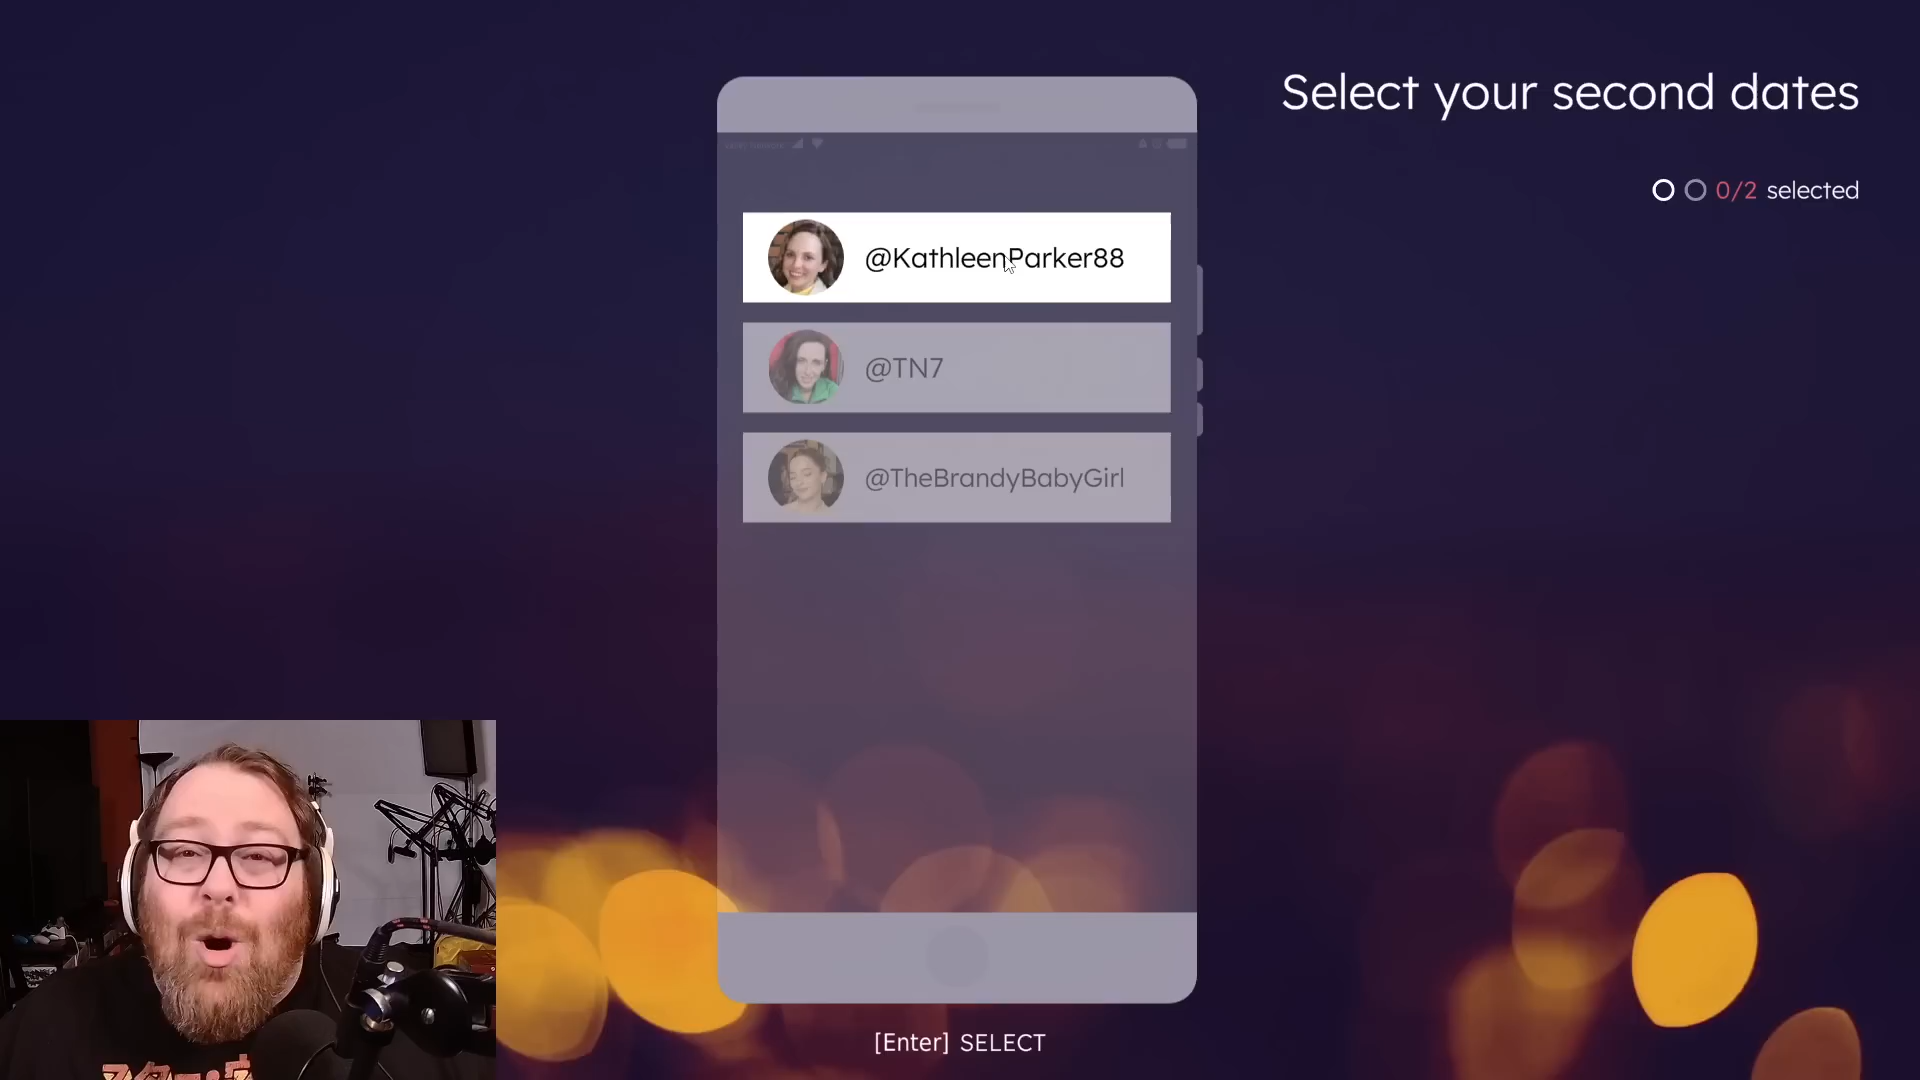 Select your second dates
0/2 selected
@KathleenParker88
@TN7
@TheBrandyBabyGirl
[Enter] SELECT